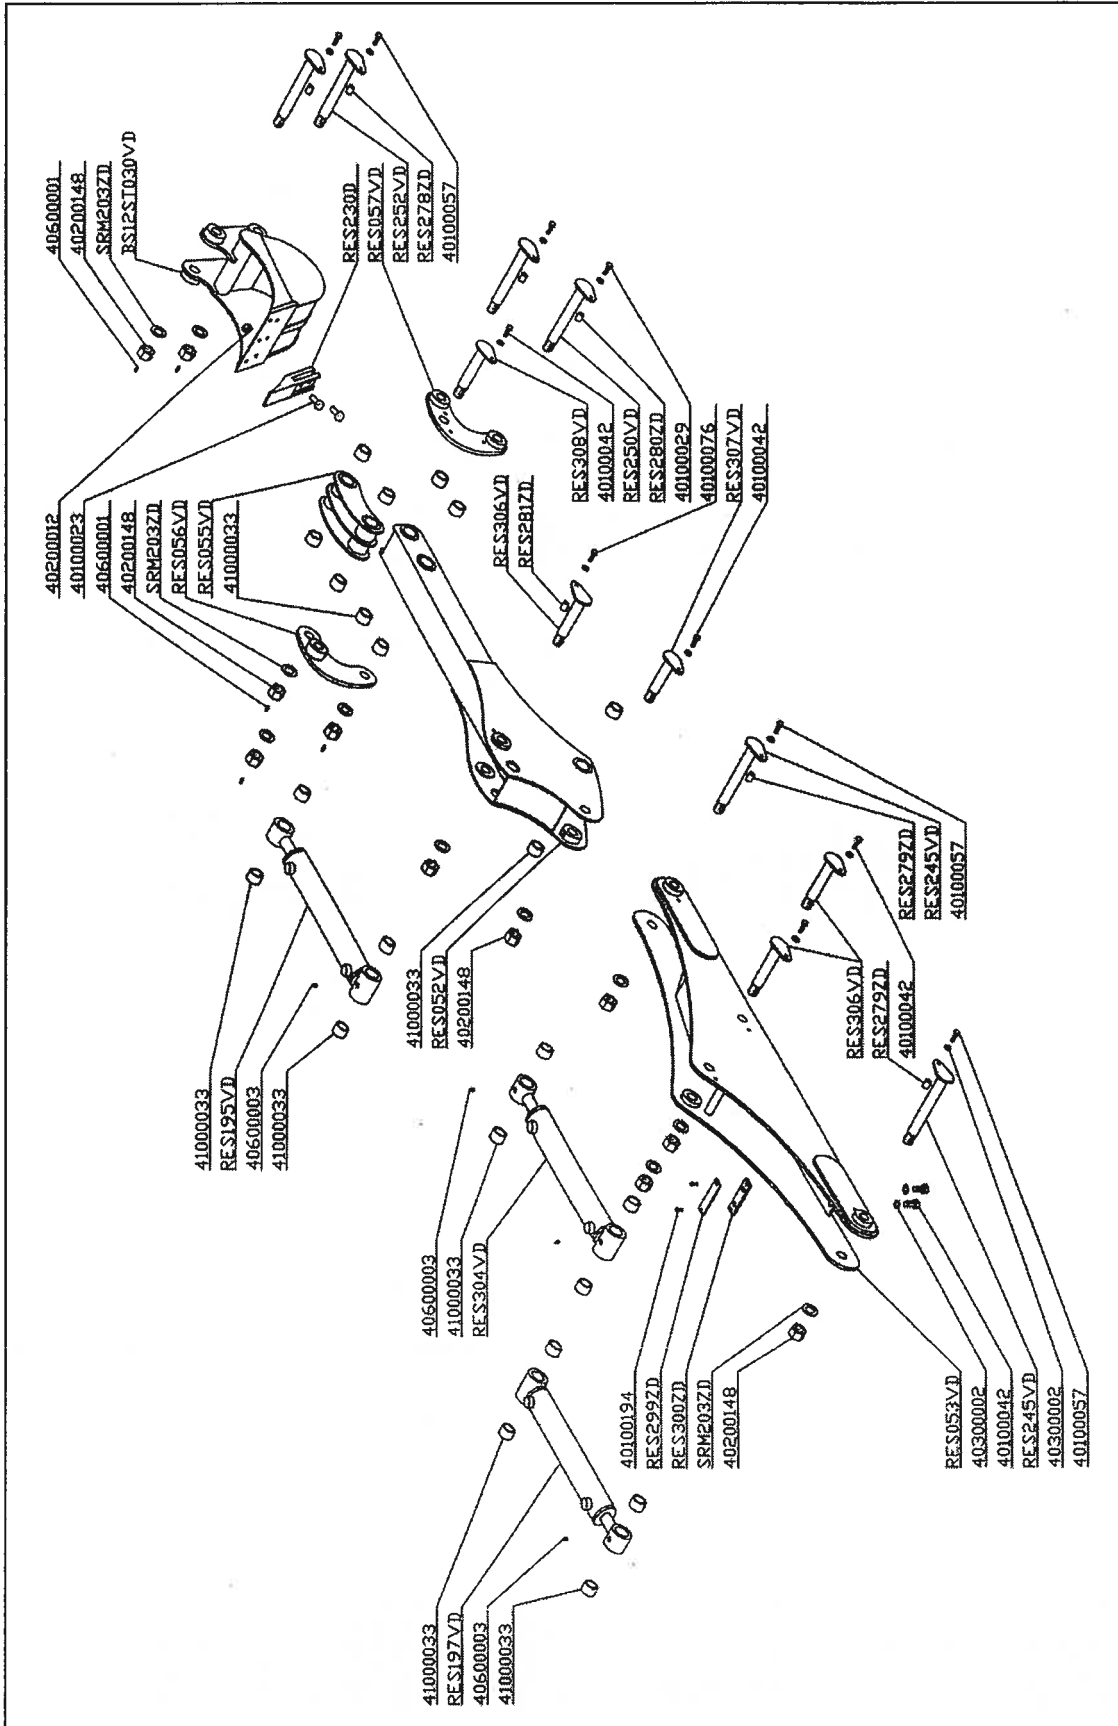 40600001
40200148
SRM203ZD
BS12ST030VD
RES230D
RES057VD
RES252VD
RES278ZD
40100057
40200012
40100023
40600001
40200148
SRM203ZD
RES056VD
RES055VD
41000033
RES306VD
RES281ZD
RES308VD
40100042
RES250VD
RES280ZD
40100029
40100076
RES307VD
40100042
41000033
RES195VD
40600003
41000033
41000033
RES052VD
40200148
RES279ZD
RES245VD
40100057
RES306VD
RES279ZD
40100042
40600003
41000033
RES304VD
40100194
RES299ZD
RES300ZD
SRM203ZD
40200148
RES053VD
40300002
40100042
RES245VD
40300002
40100057
41000033
RES197VD
40600003
41000033